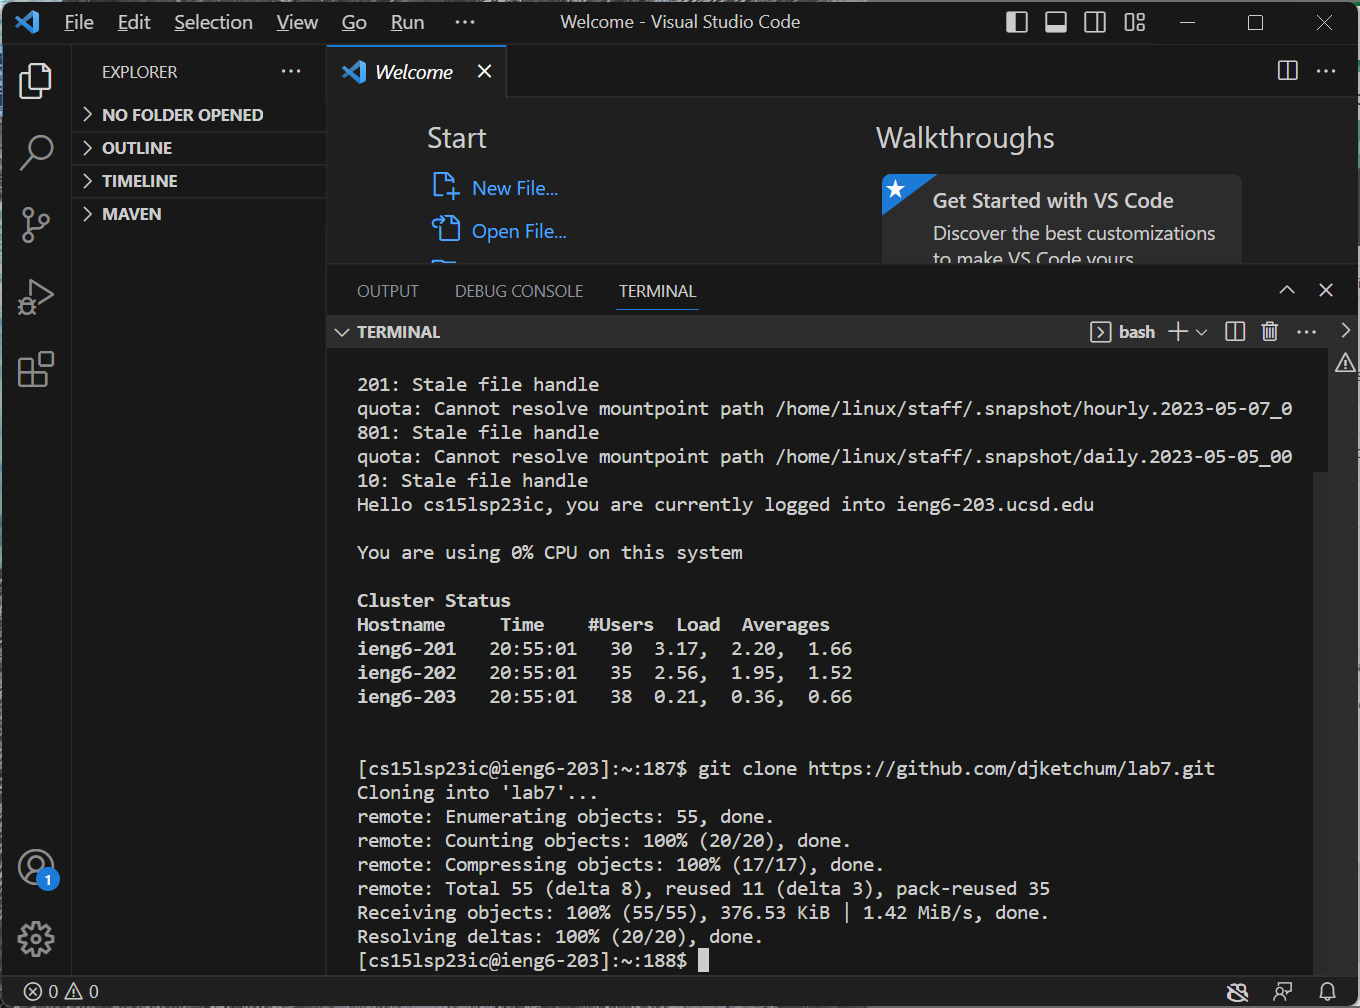 File Edit Selection View Go Run ··· Welcome - Visual Studio Code
EXPLORER ···
Welcome
NO FOLDER OPENED
OUTLINE
TIMELINE
MAVEN
Start
New File...
Open File...
Walkthroughs
Get Started with VS Code
Discover the best customizations
to make VS Code yours
OUTPUT DEBUG CONSOLE TERMINAL
TERMINAL bash
201: Stale file handle
quota: Cannot resolve mountpoint path /home/linux/staff/.snapshot/hourly.2023-05-07_0
801: Stale file handle
quota: Cannot resolve mountpoint path /home/linux/staff/.snapshot/daily.2023-05-05_00
10: Stale file handle
Hello cs15lsp23ic, you are currently logged into ieng6-203.ucsd.edu
You are using 0% CPU on this system
Cluster Status
Hostname Time #Users Load Averages
ieng6-201 20:55:01 30 3.17, 2.20, 1.66
ieng6-202 20:55:01 35 2.56, 1.95, 1.52
ieng6-203 20:55:01 38 0.21, 0.36, 0.66
[cs15lsp23ic@ieng6-203]:~:187$ git clone https://github.com/djketchum/lab7.git
Cloning into 'lab7'...
remote: Enumerating objects: 55, done.
remote: Counting objects: 100% (20/20), done.
remote: Compressing objects: 100% (17/17), done.
remote: Total 55 (delta 8), reused 11 (delta 3), pack-reused 35
Receiving objects: 100% (55/55), 376.53 KiB | 1.42 MiB/s, done.
Resolving deltas: 100% (20/20), done.
[cs15lsp23ic@ieng6-203]:~:188$
1
0 0